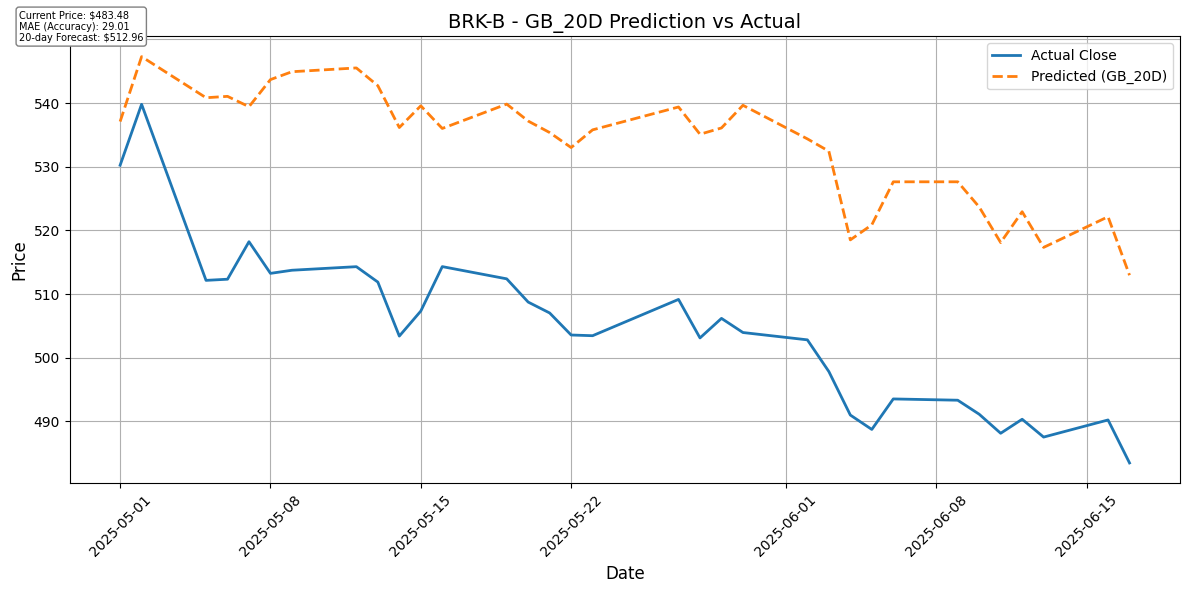 BRK-B - GB_20D Prediction vs Actual
Current Price: $483.48
MAE (Accuracy): 29.01
20-day Forecast: $512.96
Actual Close
Predicted (GB_20D)
Price
540
530
520
510
500
490
2025-05-01
2025-05-08
2025-05-15
2025-05-22
2025-06-01
2025-06-08
2025-06-15
Date